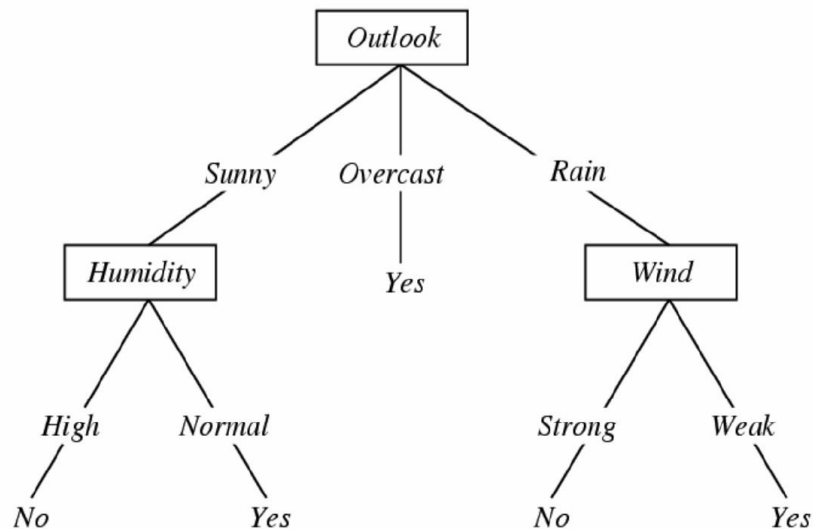 Outlook
Sunny Overcast Rain
Humidity Yes Wind
High Normal Strong Weak
No Yes No Yes